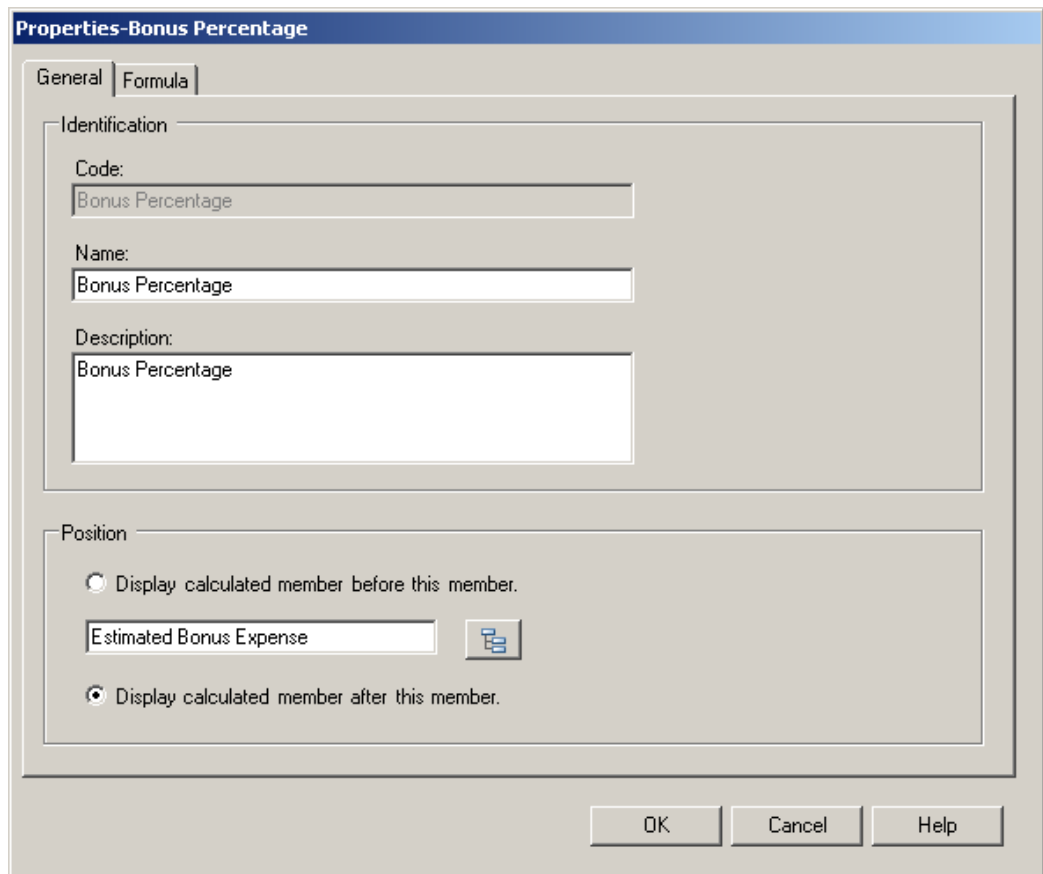 Properties-Bonus Percentage
General
Formula
Identification
Code:
Bonus Percentage
Name:
Bonus Percentage
Description:
Bonus Percentage
Position
Display calculated member before this member.
Estimated Bonus Expense
Display calculated member after this member.
OK
Cancel
Help